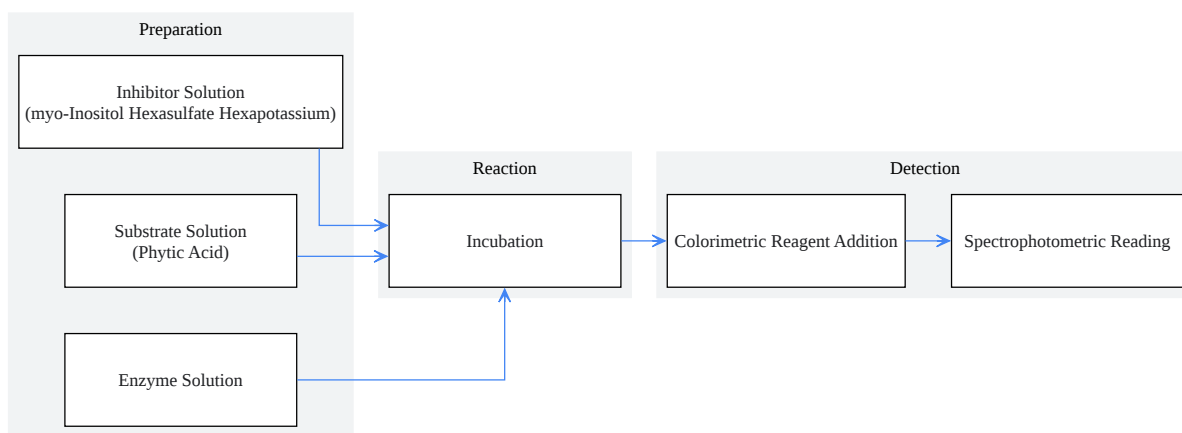 Preparation
Inhibitor Solution
(myo-Inositol Hexasulfate Hexapotassium)
Substrate Solution
(Phytic Acid)
Enzyme Solution
Reaction
Incubation
Detection
Colorimetric Reagent Addition
Spectrophotometric Reading